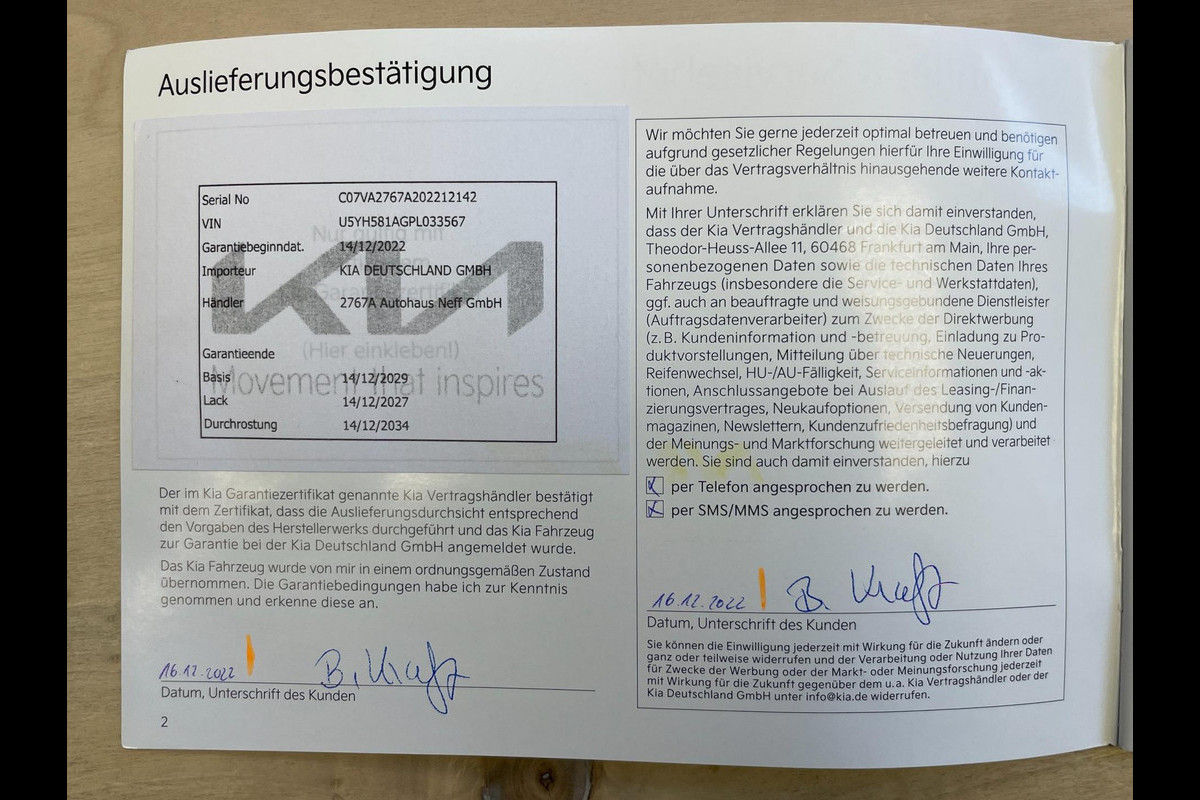 Auslieferungsbestätigung
Serial No C07VA2767A202212142
VIN U5YH581AGPL033567
Nur gültig mit
Garantiebeginndat. 14/12/2022
Importeur KIA DEUTSCHLAND GMBH
KIA
Händler 2767A Autohaus Neff GmbH
Garantieende
(Hier einkleben!)
Basis 14/12/2029
Movement that inspires
Lack 14/12/2027
Durchrostung 14/12/2034
Der im Kia Garantiezertifikat genannte Kia Vertragshändler bestätigt
mit dem Zertifikat, dass die Auslieferungsdurchsicht entsprechend
den Vorgaben des Herstellerwerks durchgeführt und das Kia Fahrzeug
zur Garantie bei der Kia Deutschland GmbH angemeldet wurde.
Das Kia Fahrzeug wurde von mir in einem ordnungsgemäßen Zustand
übernommen. Die Garantiebedingungen habe ich zur Kenntnis
genommen und erkenne diese an.
16.12.2022 B. Kraft
Datum, Unterschrift des Kunden
2
Wir möchten Sie gerne jederzeit optimal betreuen und benötigen
aufgrund gesetzlicher Regelungen hierfür Ihre Einwilligung für
die über das Vertragsverhältnis hinausgehende weitere Kontakt-
aufnahme.
Mit Ihrer Unterschrift erklären Sie sich damit einverstanden,
dass der Kia Vertragshändler und die Kia Deutschland GmbH,
Theodor-Heuss-Allee 11, 60468 Frankfurt am Main, Ihre per-
sonenbezogenen Daten sowie die technischen Daten Ihres
Fahrzeugs (insbesondere die Service- und Werkstattdaten),
ggf. auch an beauftragte und weisungsgebundene Dienstleister
(Auftragsdatenverarbeiter) zum Zwecke der Direktwerbung
(z. B. Kundeninformation und -betreuung, Einladung zu Pro-
duktvorstellungen, Mitteilung über technische Neuerungen,
Reifenwechsel, HU-/AU-Fälligkeit, Serviceinformationen und -ak-
tionen, Anschlussangebote bei Auslauf des Leasing-/Finan-
zierungsvertrages, Neukaufoptionen, Versendung von Kunden-
magazinen, Newslettern, Kundenzufriedenheitsbefragung) und
der Meinungs- und Marktforschung weitergeleitet und verarbeitet
werden. Sie sind auch damit einverstanden, hierzu
per Telefon angesprochen zu werden.
per SMS/MMS angesprochen zu werden.
16.12.2022 B. Kraft
Datum, Unterschrift des Kunden
Sie können die Einwilligung jederzeit mit Wirkung für die Zukunft ändern oder
ganz oder teilweise widerrufen und der Verarbeitung oder Nutzung Ihrer Daten
für Zwecke der Werbung oder der Markt- oder Meinungsforschung jederzeit
mit Wirkung für die Zukunft gegenüber dem u. a. Kia Vertragshändler oder der
Kia Deutschland GmbH unter info@kia.de widerrufen.